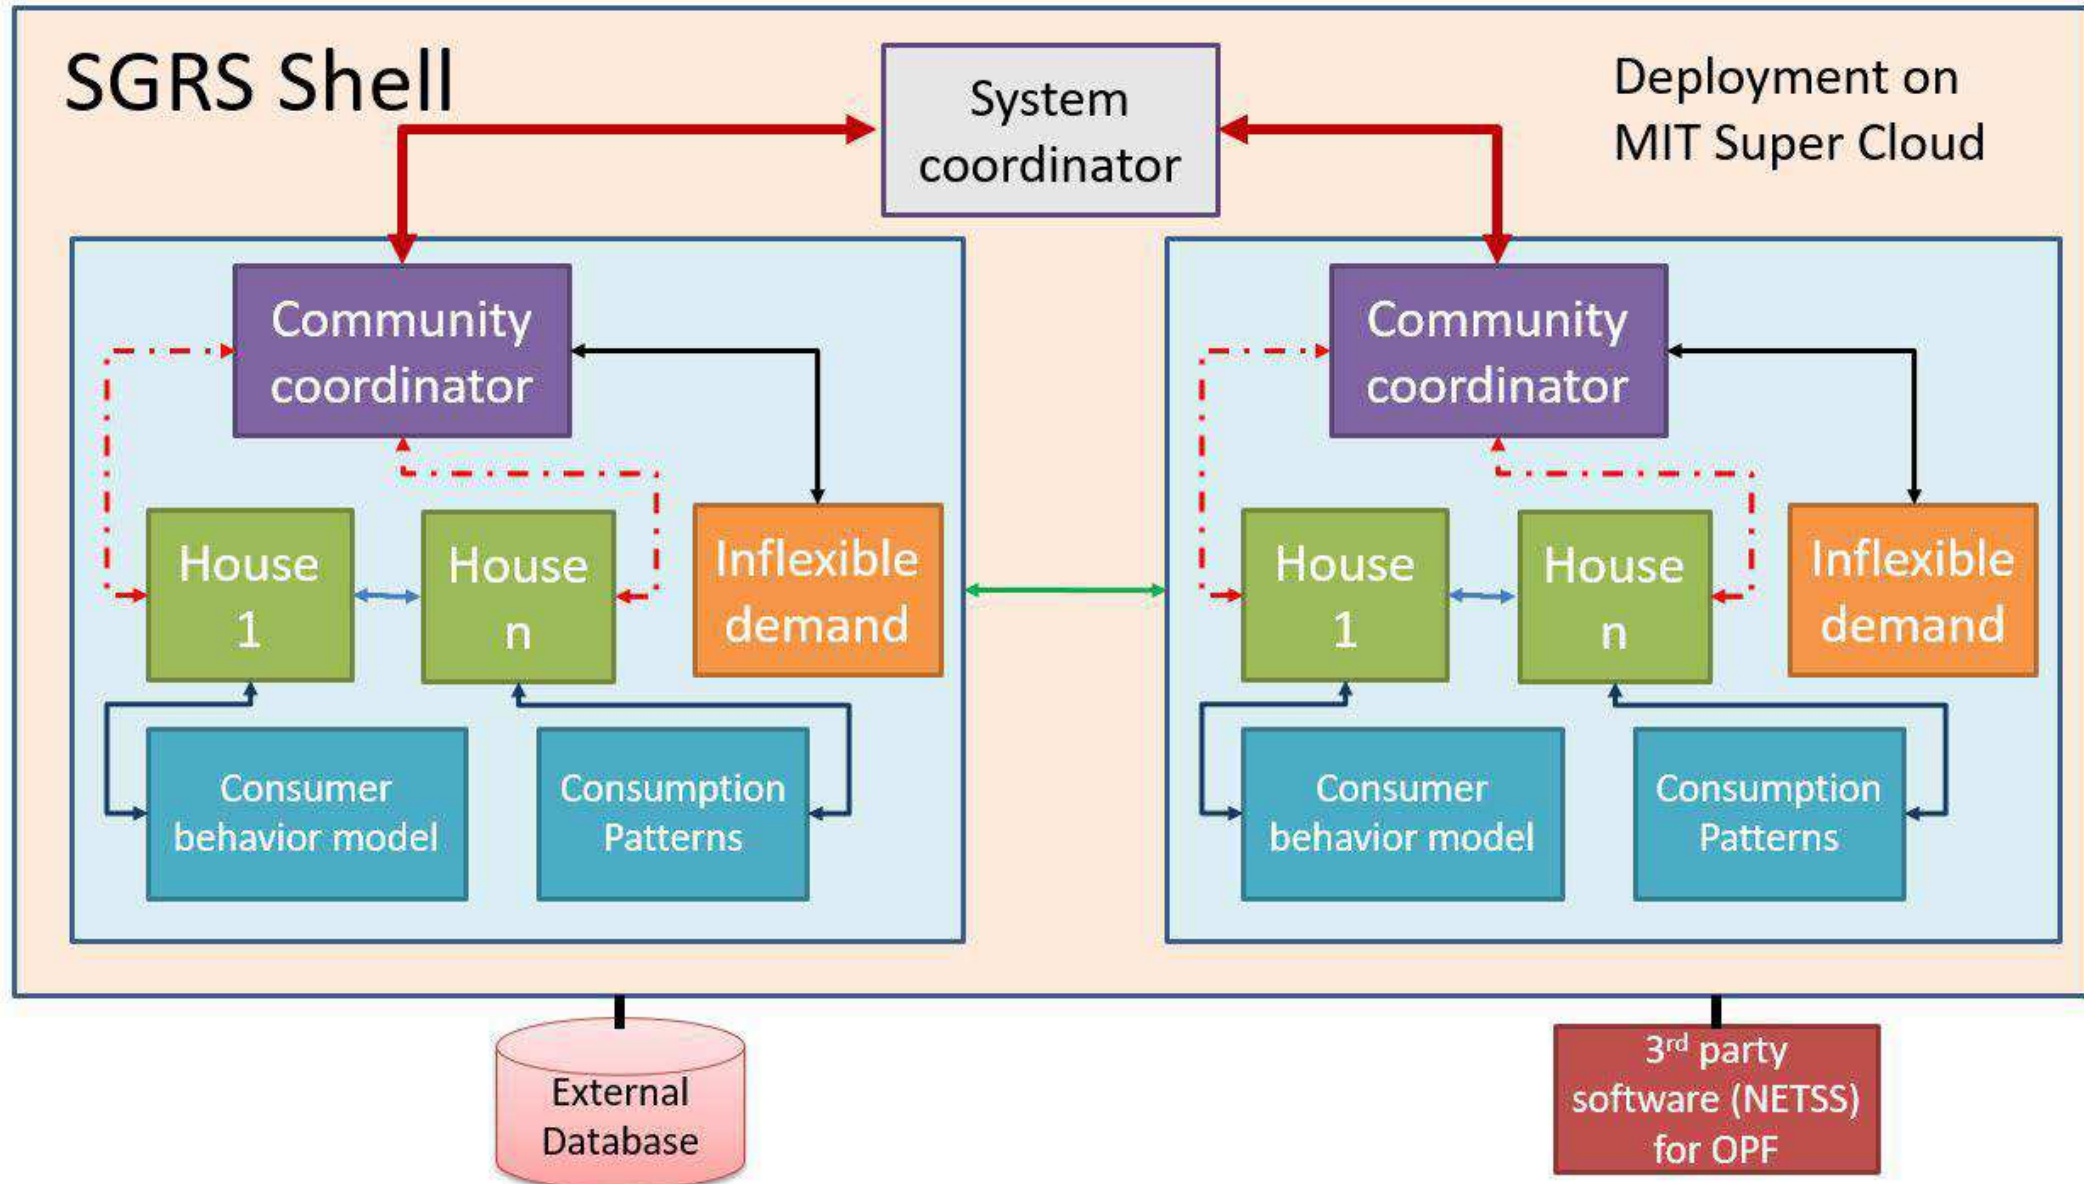 SGRS Shell
System
coordinator
Deployment on
MIT Super Cloud
Community
coordinator
House
1
House
n
Inflexible
demand
Consumer
behavior model
Consumption
Patterns
Community
coordinator
House
1
House
n
Inflexible
demand
Consumer
behavior model
Consumption
Patterns
External
Database
3rd party
software (NETSS)
for OPF